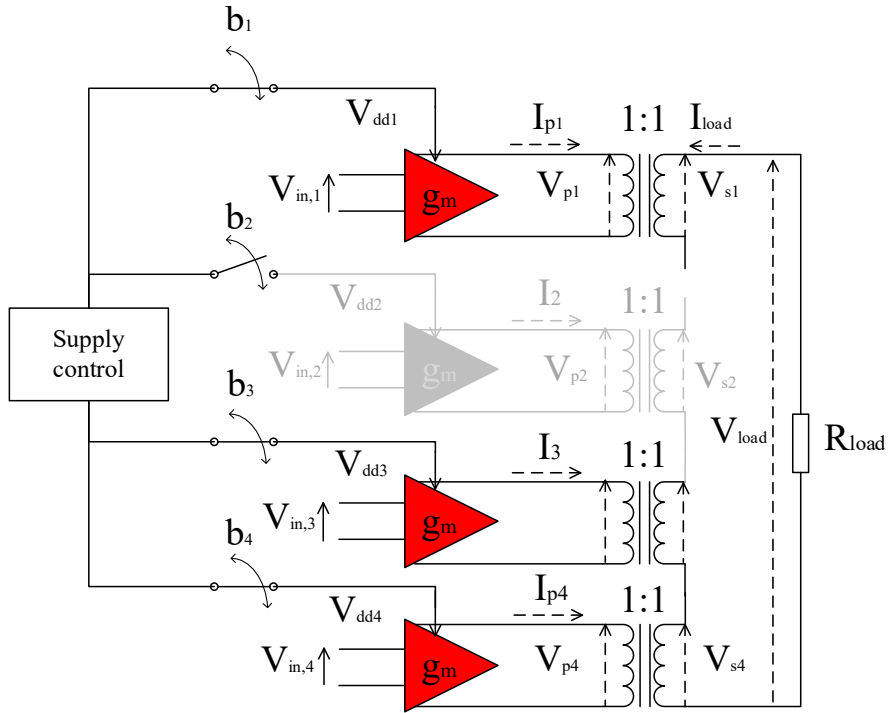 b1
Vdd1
Ip1
1:1
Iload
Vin,1
gm
Vp1
Vs1
b2
Vdd2
I2
1:1
Vin,2
gm
Vp2
Vs2
Supply
control
b3
Vdd3
I3
1:1
Vload
Rload
Vin,3
gm
b4
Vdd4
Ip4
1:1
Vin,4
gm
Vp4
Vs4